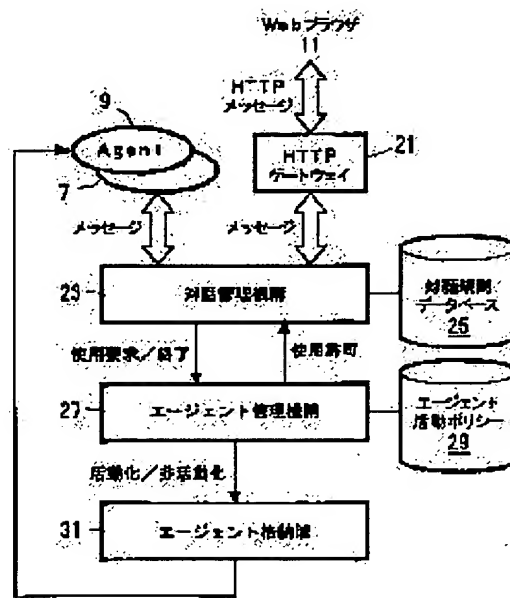 Webブラウザ
11
HTTP
メッセージ
9
Agent
7
21
HTTP
ゲートウェイ
メッセージ
メッセージ
23
対話管理機関
対話規則
データベース
25
使用要求/終了
使用許可
27
エージェント管理機関
エージェント
活動ポリシー
29
活動化/非活動化
31
エージェント格納庫